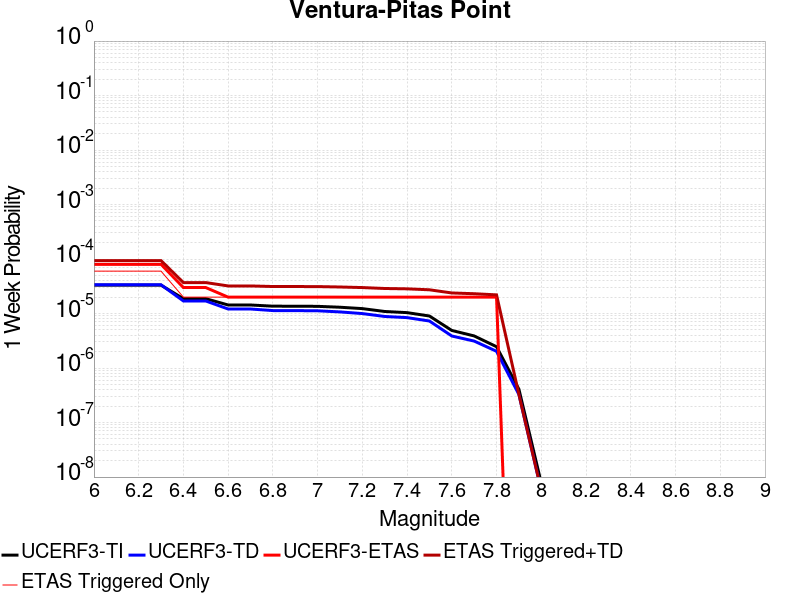 Ventura-Pitas Point
10^0
10^-1
10^-2
10^-3
10^-4
10^-5
10^-6
10^-7
10^-8
1 Week Probability
6 6.2 6.4 6.6 6.8 7 7.2 7.4 7.6 7.8 8 8.2 8.4 8.6 8.8 9
Magnitude
UCERF3-TI UCERF3-TD UCERF3-ETAS ETAS Triggered+TD
ETAS Triggered Only